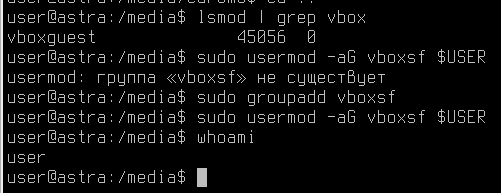 user@astra:/media$ lsmod | grep vbox
vboxguest 45056 0
user@astra:/media$ sudo usermod -aG vboxsf $USER
usermod: группа «vboxsf» не существует
user@astra:/media$ sudo groupadd vboxsf
user@astra:/media$ sudo usermod -aG vboxsf $USER
user@astra:/media$ whoami
user
user@astra:/media$